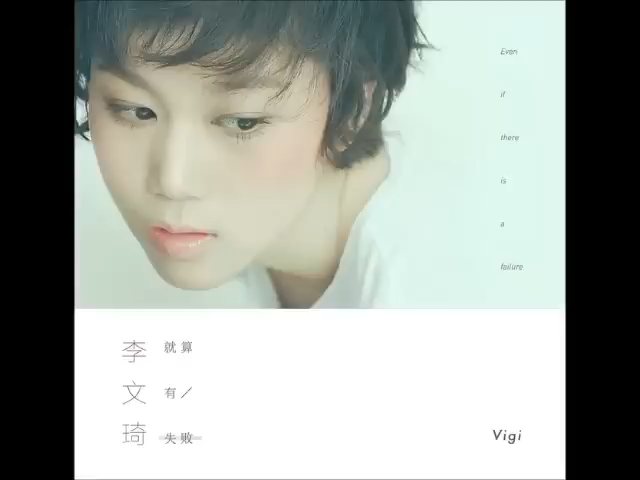 Even
if
there
is
a
failure
李文琦
就算
有／
失敗
Vigi